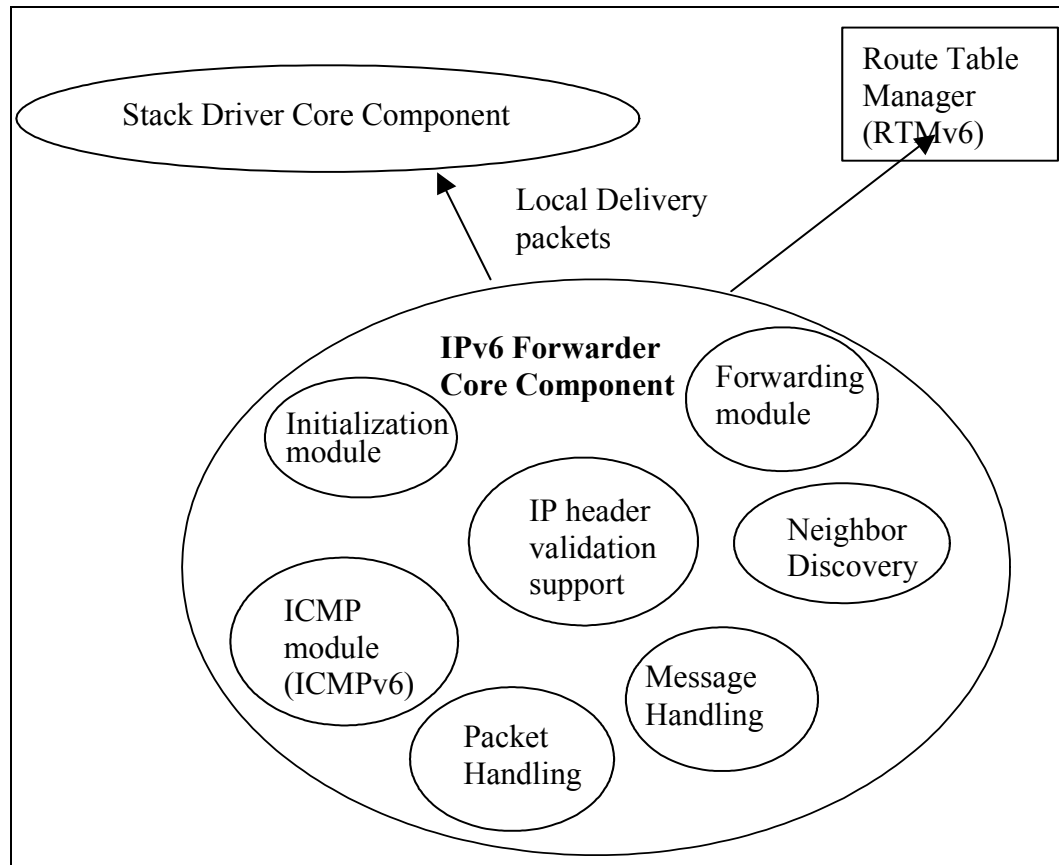 Stack Driver Core Component
Route Table
Manager
(RTMv6)
Local Delivery
packets
IPv6 Forwarder
Core Component
Forwarding
module
Initialization
module
IP header
validation
support
Neighbor
Discovery
ICMP
module
(ICMPv6)
Message
Handling
Packet
Handling